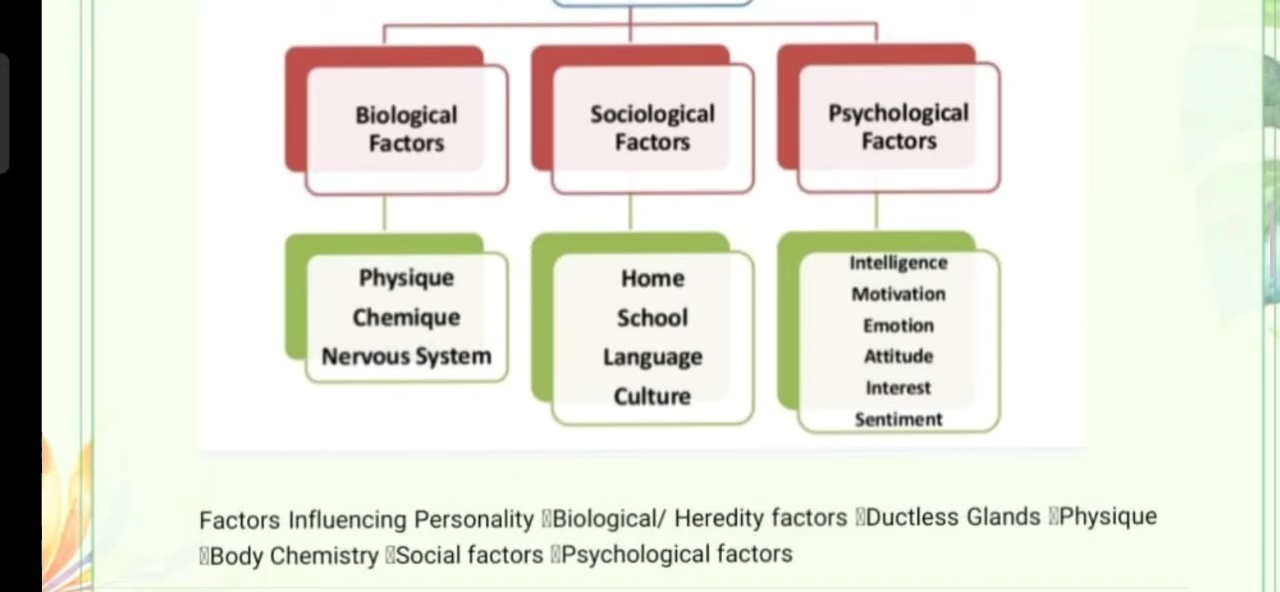 Biological
Factors
Sociological
Factors
Psychological
Factors
Physique
Chemique
Nervous System
Home
School
Language
Culture
Intelligence
Motivation
Emotion
Attitude
Interest
Sentiment
Factors Influencing Personality Biological/ Heredity factors Ductless Glands Physique
Body Chemistry Social factors Psychological factors